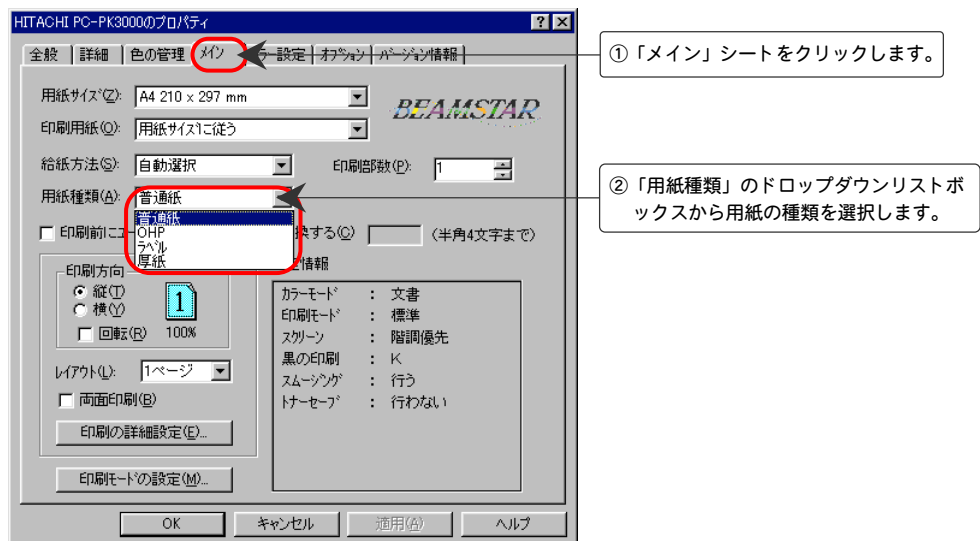 HITACHI PC-PK3000のプロパティ
全般 詳細 色の管理 メイン ラー設定 オプション バージョン情報
①「メイン」シートをクリックします。
用紙サイズ(Z): A4 210 x 297 mm
BEAMSTAR
印刷用紙(O): 用紙サイズに従う
給紙方法(S): 自動選択 印刷部数(P): 1
用紙種類(A): 普通紙
②「用紙種類」のドロップダウンリストボ
ックスから用紙の種類を選択します。
普通紙
OHP
ラベル
厚紙
印刷前にユー 換する(C) (半角4文字まで)
情報
印刷方向
縦(T)
横(Y)
1
回転(R) 100%
レイアウト(L): 1ページ
両面印刷(B)
印刷の詳細設定(E)...
印刷モードの設定(M)...
カラーモード : 文書
印刷モード : 標準
スクリーン : 階調優先
黒の印刷 : K
スムージング : 行う
トナーセーブ : 行わない
OK キャンセル 適用(A) ヘルプ